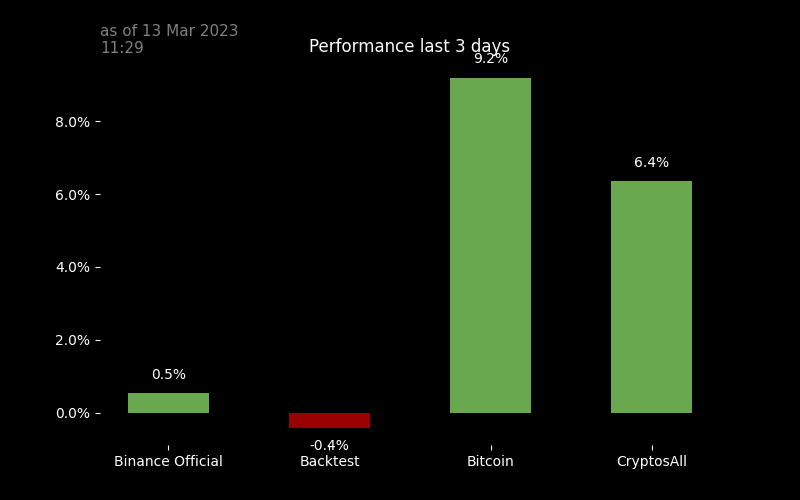 as of 13 Mar 2023
11:29
Performance last 3 days
9.2%
8.0%
6.4%
6.0%
4.0%
2.0%
0.5%
0.0%
-0.4%
Binance Official
Backtest
Bitcoin
CryptosAll